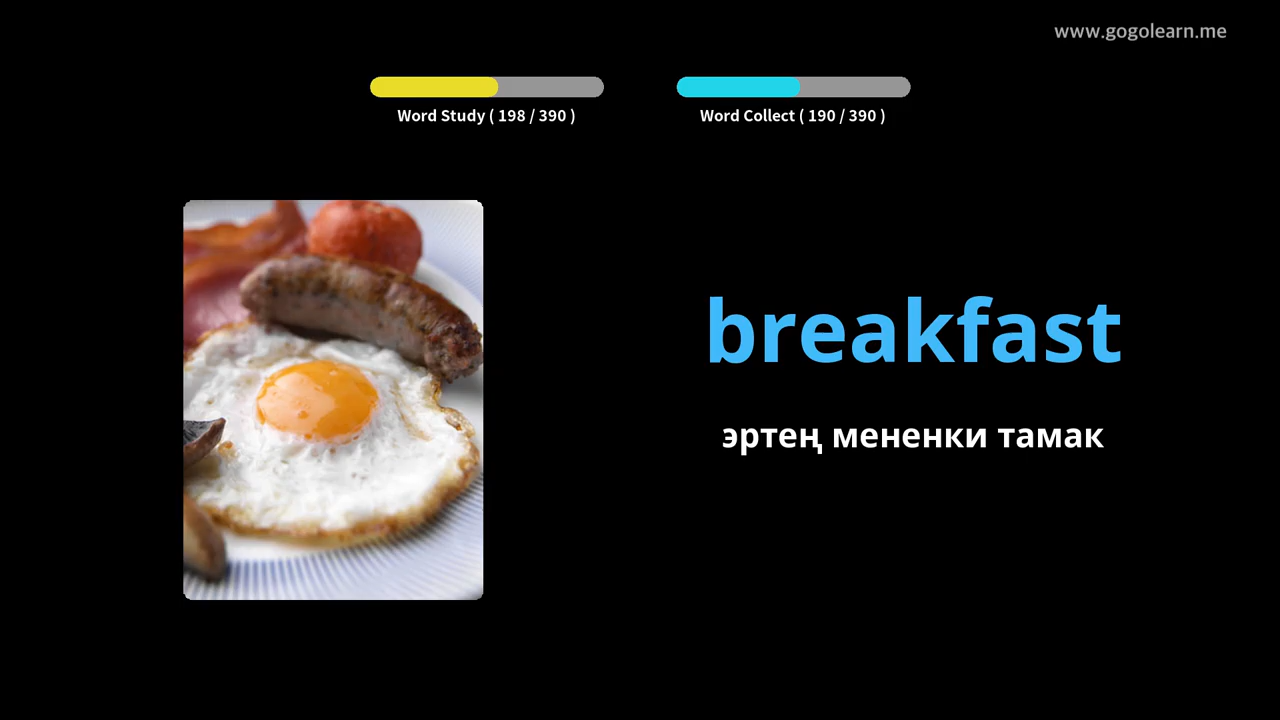 www.gogolearn.me
Word Study ( 198 / 390 )
Word Collect ( 190 / 390 )
breakfast
эртең мененки тамак